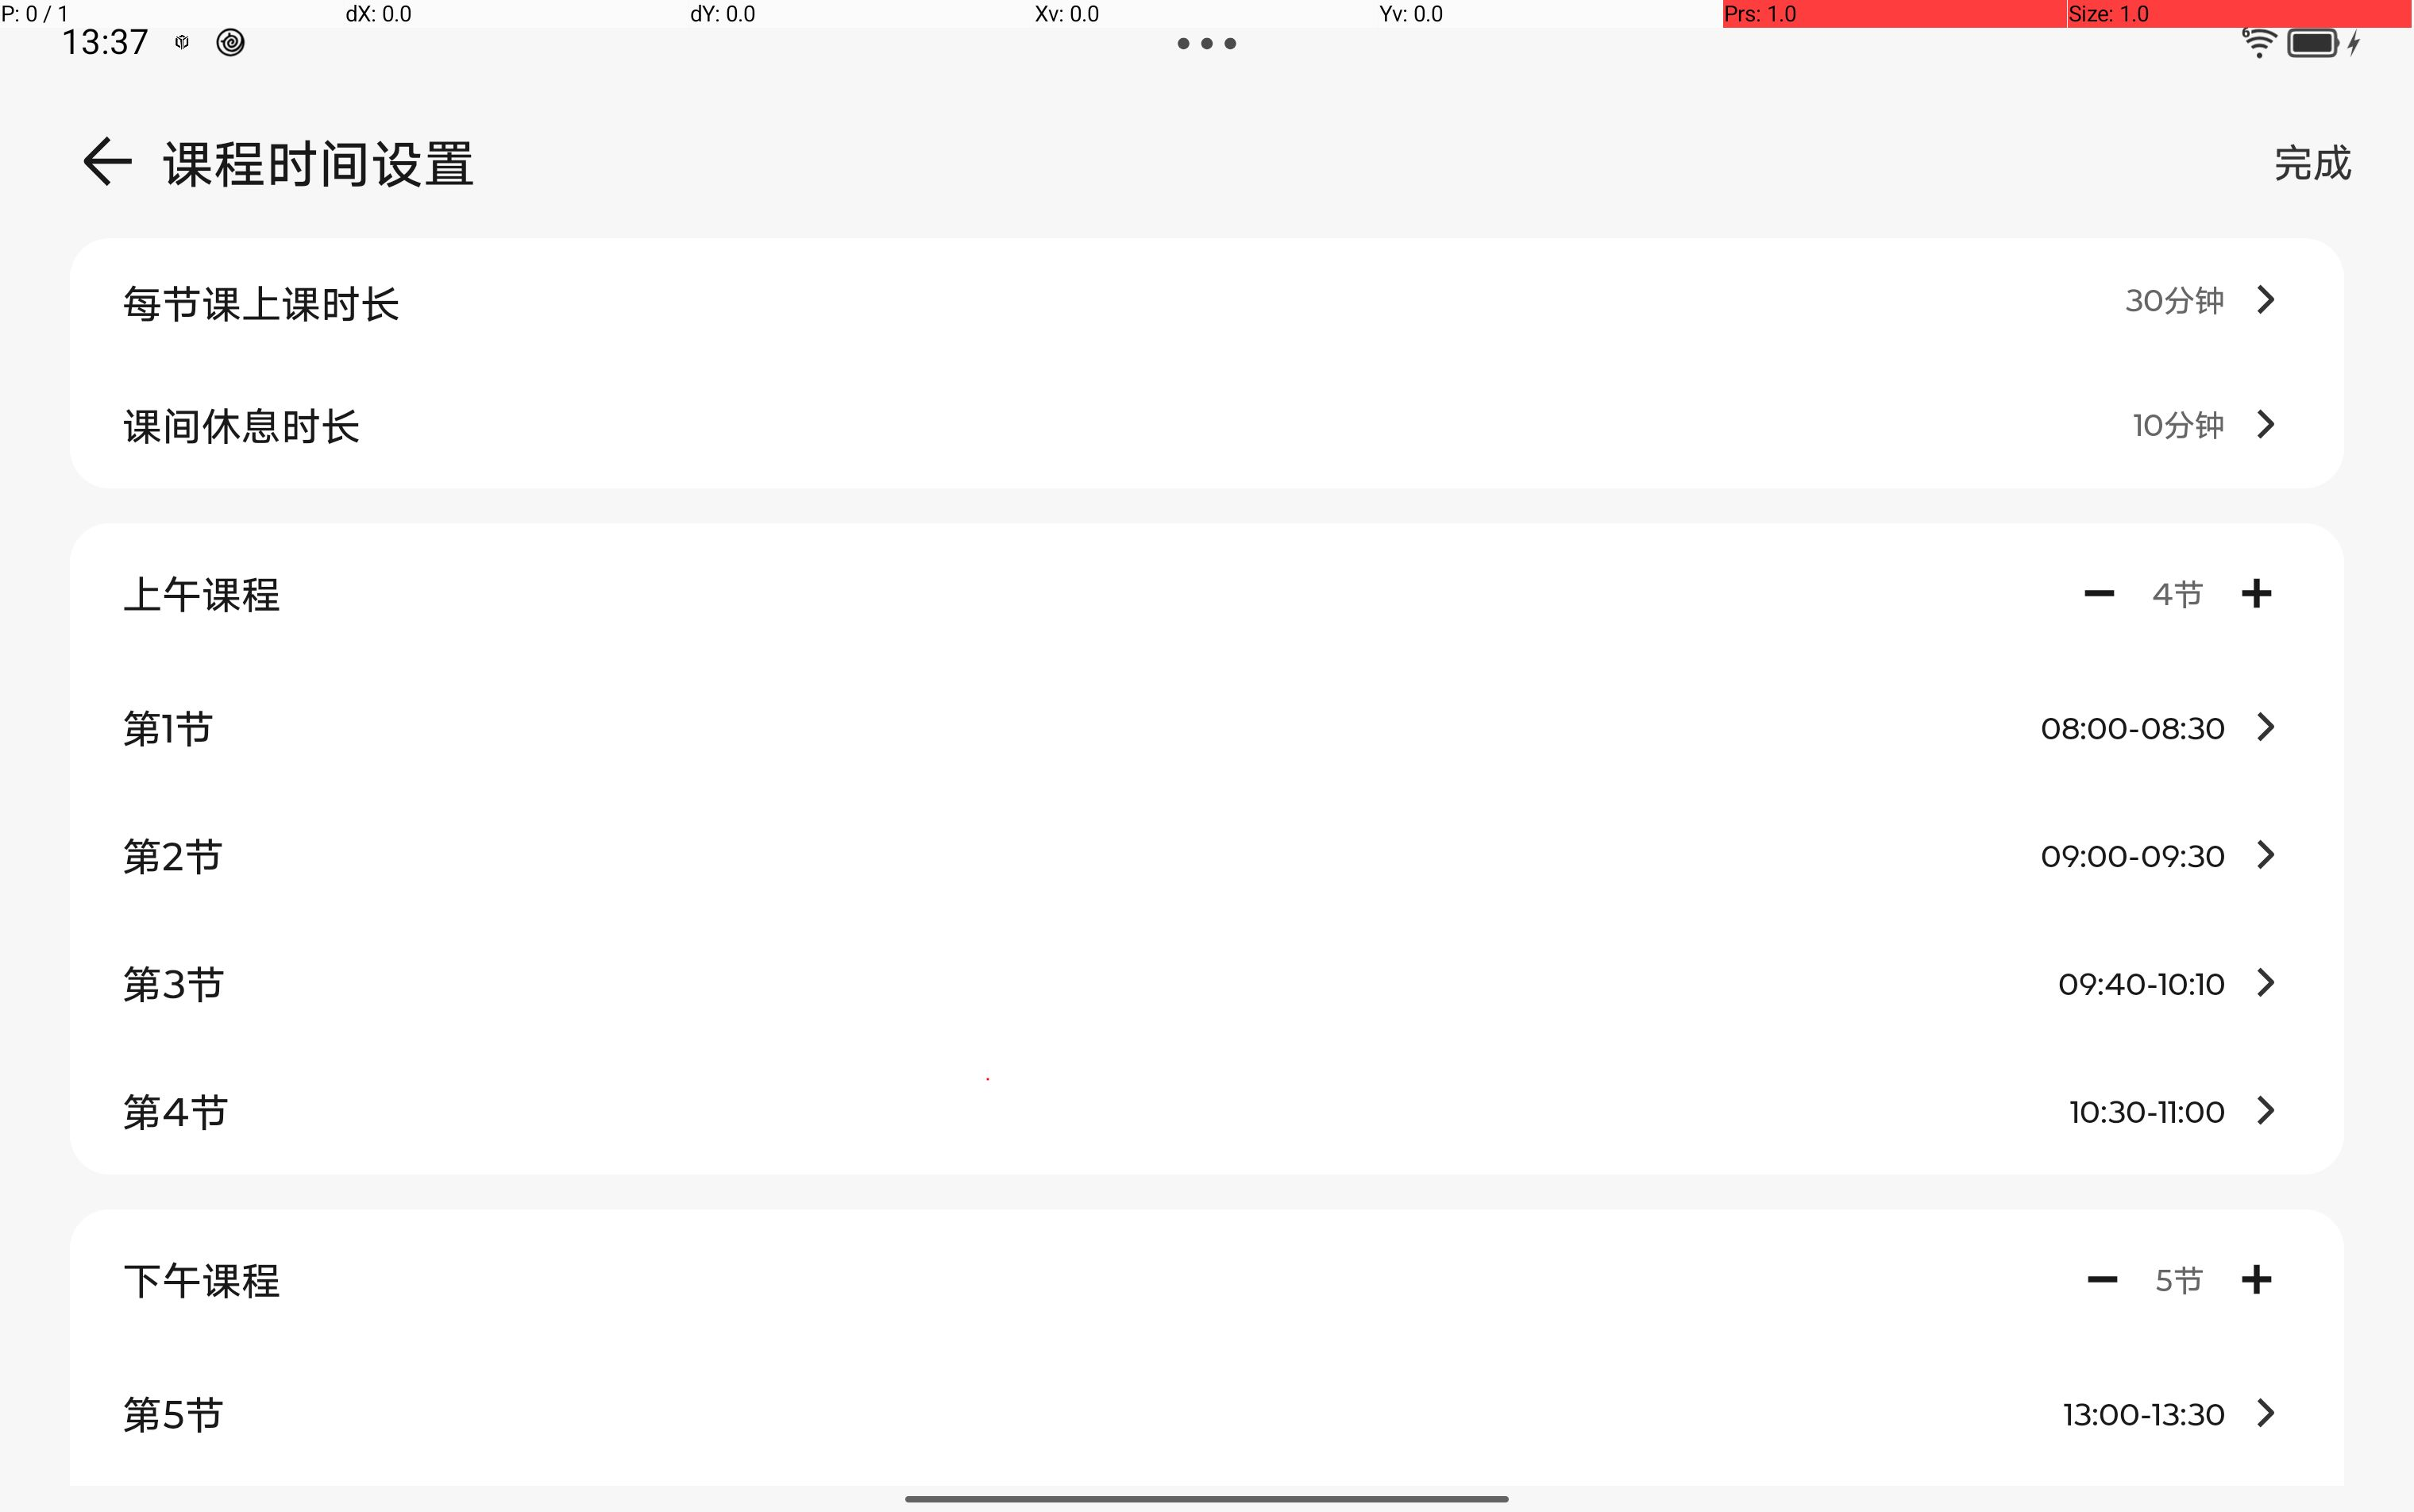 P: 0 / 1 dX: 0.0 dY: 0.0 Xv: 0.0 Yv: 0.0 Prs: 1.0 Size: 1.0
13:37 6
课程时间设置 完成
每节课上课时长 30分钟
课间休息时长 10分钟
上午课程 4节
第1节 08:00-08:30
第2节 09:00-09:30
第3节 09:40-10:10
第4节 10:30-11:00
下午课程 5节
第5节 13:00-13:30